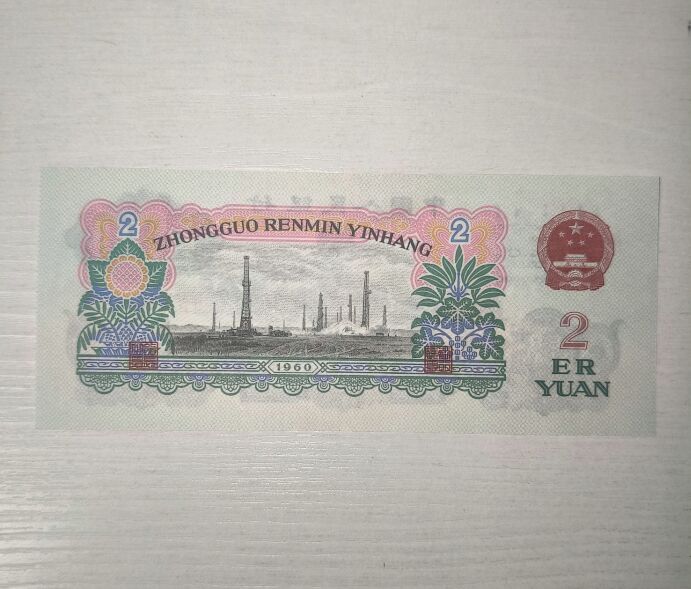 2
2
ZHONGGUO RENMIN YINHANG
1960
2
ER
YUAN